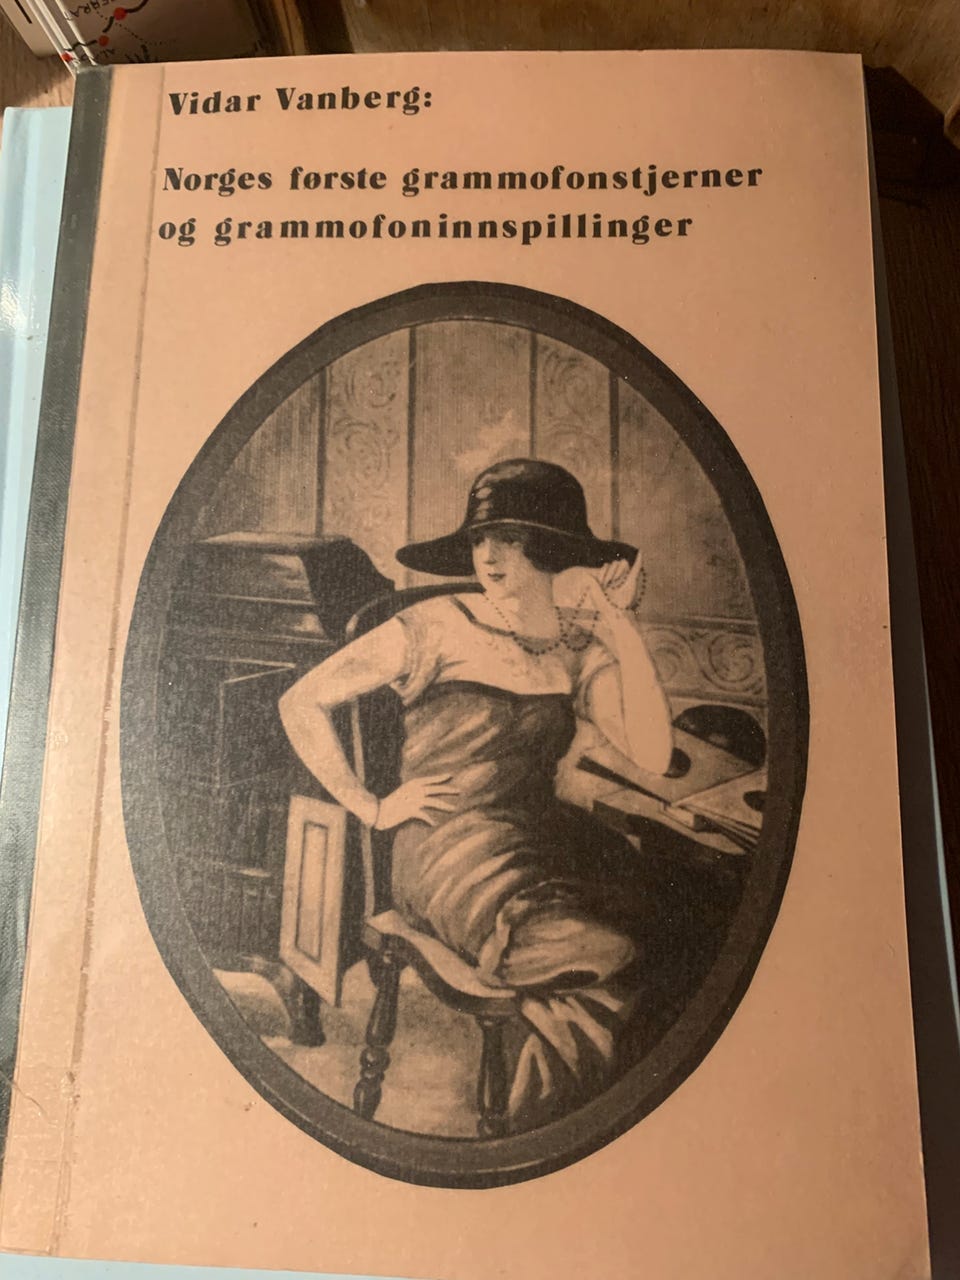 Vidar Vanberg:
Norges første grammofonstjerner
og grammofoninnspillinger